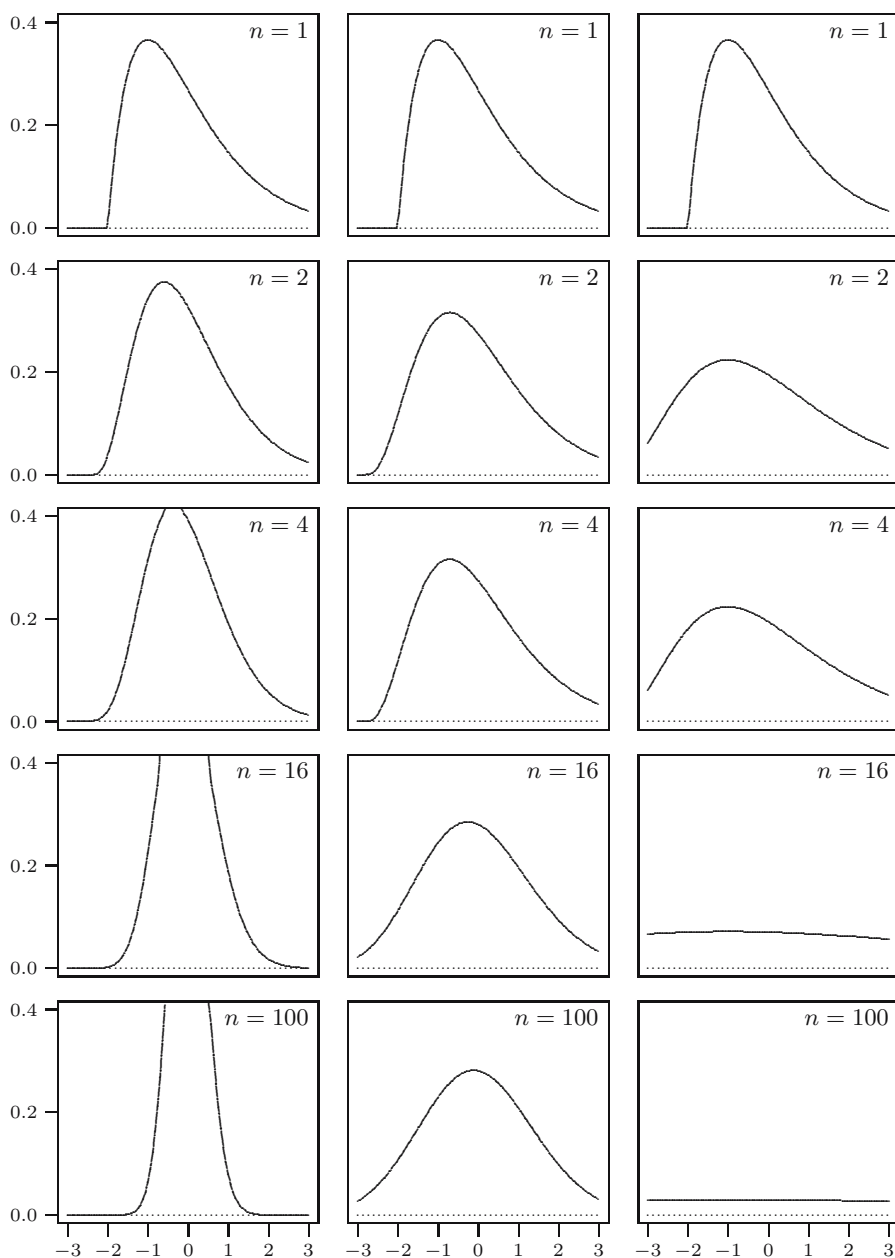 0.4
n = 1
n = 1
n = 1
0.2
0.0
0.4
n = 2
n = 2
n = 2
0.2
0.0
0.4
n = 4
n = 4
n = 4
0.2
0.0
0.4
n = 16
n = 16
n = 16
0.2
0.0
0.4
n = 100
n = 100
n = 100
0.2
0.0
−3 −2 −1 0 1 2 3
−3 −2 −1 0 1 2 3
−3 −2 −1 0 1 2 3